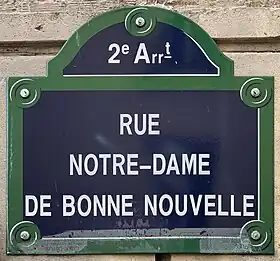 2e Arrt
RUE
NOTRE-DAME
DE BONNE NOUVELLE